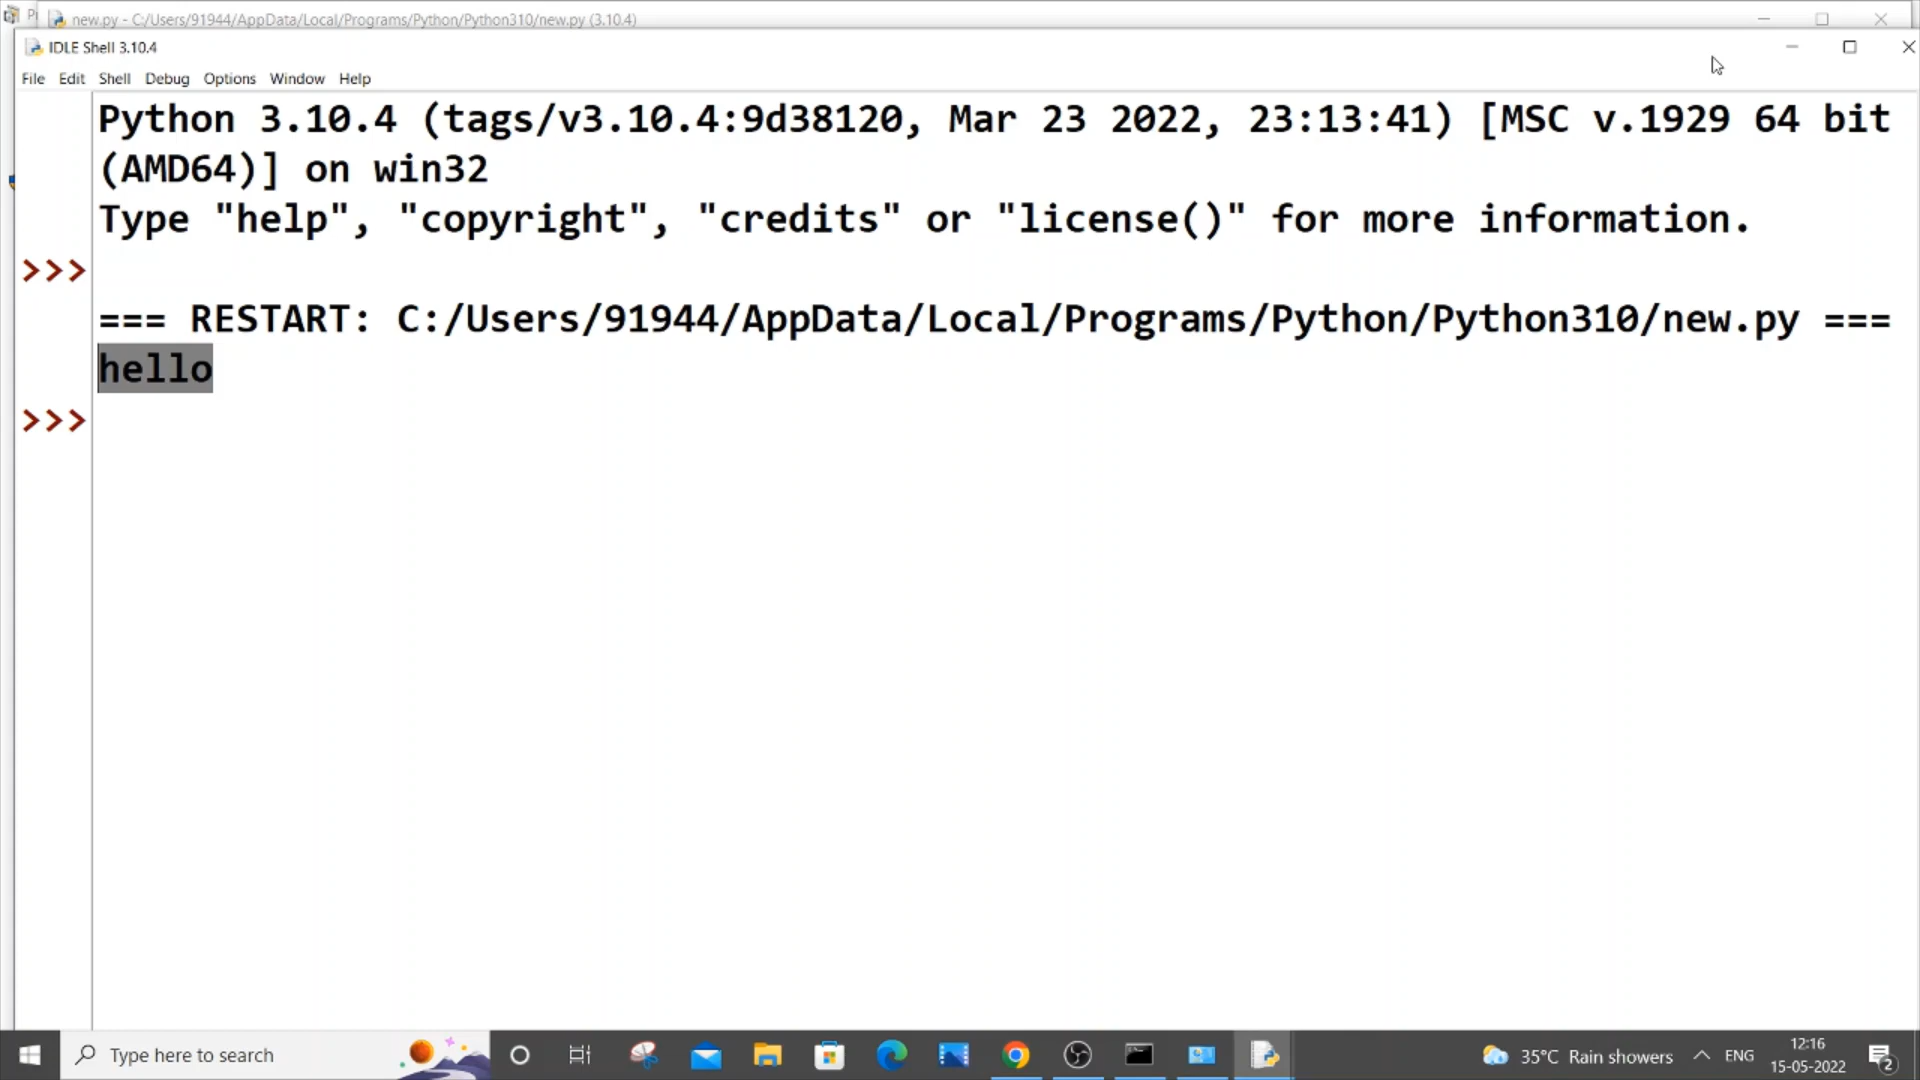 new.py - C:/Users/91944/AppData/Local/Programs/Python/Python310/new.py (3.10.4)
IDLE Shell 3.10.4
File Edit Shell Debug Options Window Help
Python 3.10.4 (tags/v3.10.4:9d38120, Mar 23 2022, 23:13:41) [MSC v.1929 64 bit
(AMD64)] on win32
Type "help", "copyright", "credits" or "license()" for more information.
>>>
=== RESTART: C:/Users/91944/AppData/Local/Programs/Python/Python310/new.py ===
hello
>>>
Type here to search
35°C Rain showers
ENG
12:16
15-05-2022
2